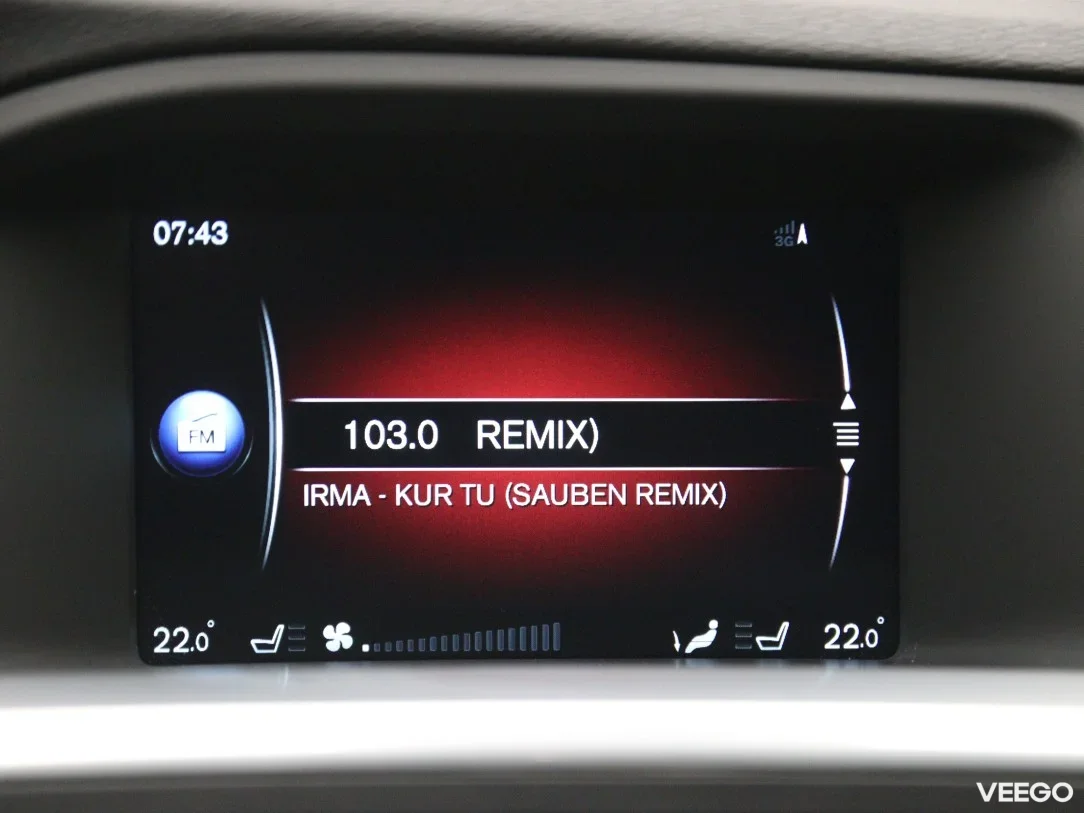 07:43
3G
FM
103.0 REMIX)
IRMA - KUR TU (SAUBEN REMIX)
22.0° 22.0°
VEEGO